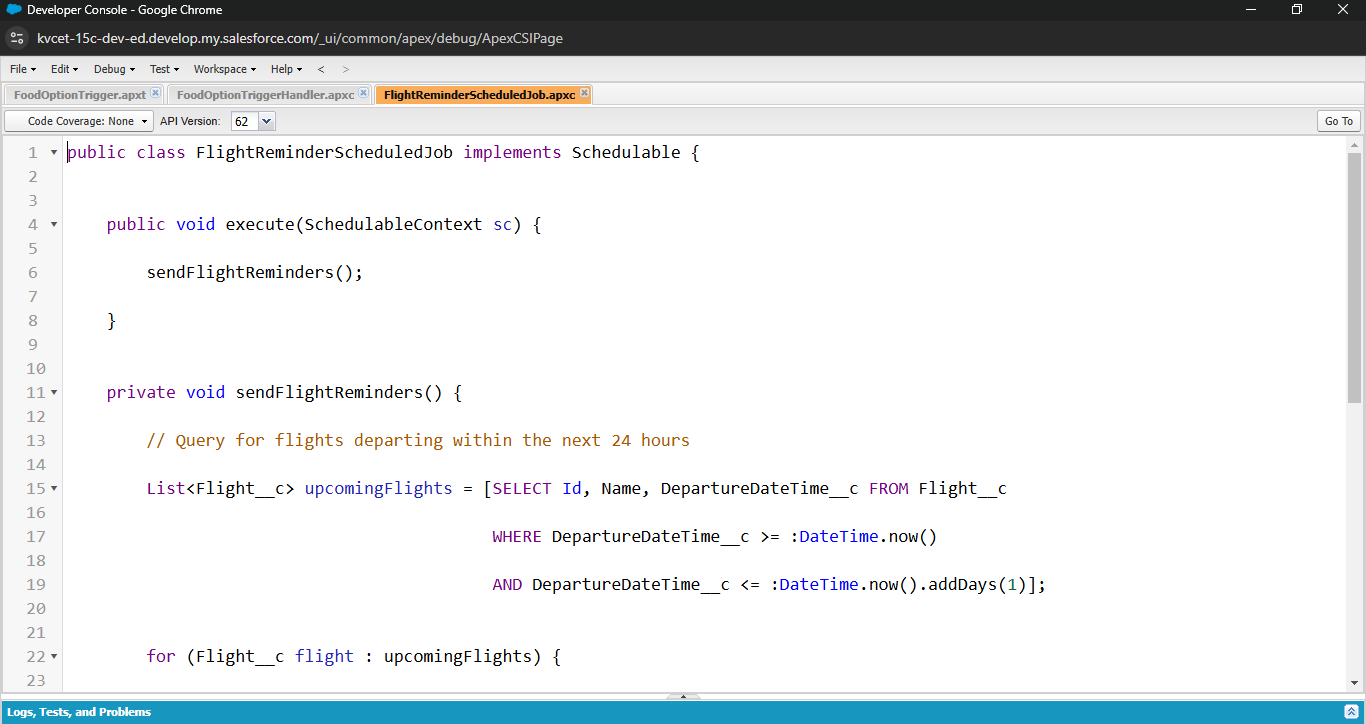 Developer Console - Google Chrome
kvcet-15c-dev-ed.develop.my.salesforce.com/_ui/common/apex/debug/ApexCSIPage
File Edit Debug Test Workspace Help < >
FoodOptionTrigger.apxt FoodOptionTriggerHandler.apxc FlightReminderScheduledJob.apxc
Code Coverage: None API Version: 62 Go To
1 public class FlightReminderScheduledJob implements Schedulable {
2
3
4 public void execute(SchedulableContext sc) {
5
6 sendFlightReminders();
7
8 }
9
10
11 private void sendFlightReminders() {
12
13 // Query for flights departing within the next 24 hours
14
15 List<Flight__c> upcomingFlights = [SELECT Id, Name, DepartureDateTime__c FROM Flight__c
16
17 WHERE DepartureDateTime__c >= :DateTime.now()
18
19 AND DepartureDateTime__c <= :DateTime.now().addDays(1)];
20
21
22 for (Flight__c flight : upcomingFlights) {
23
Logs, Tests, and Problems